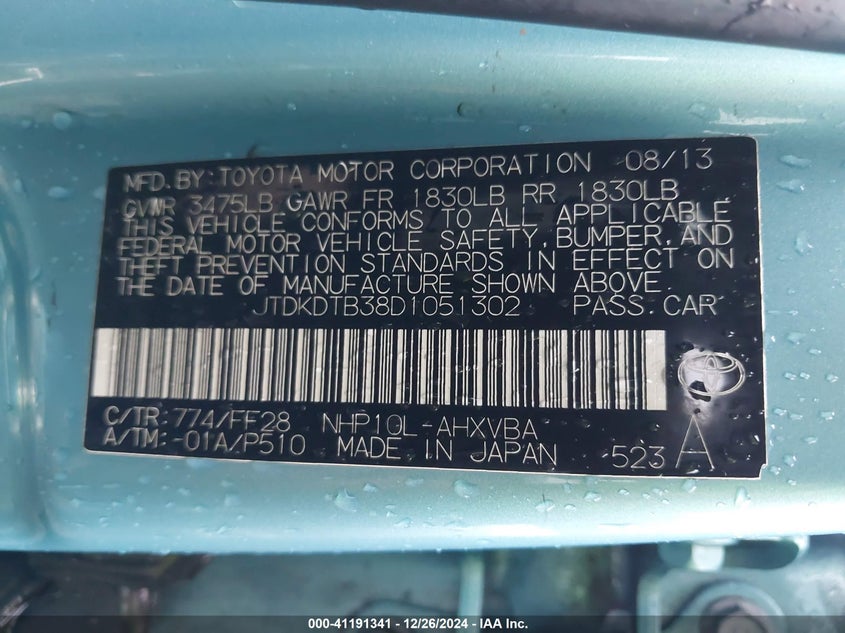 MFD.BY:TOYOTA MOTOR CORPORATION 08/13
GVWR 3475LB GAWR FR 1830LB RR 1830LB
THIS VEHICLE CONFORMS TO ALL APPLICABLE
FEDERAL MOTOR VEHICLE SAFETY, BUMPER, AND
THEFT PREVENTION STANDARDS IN EFFECT ON
THE DATE OF MANUFACTURE SHOWN ABOVE.
JTDKDTB38D1051302 PASS.CAR
C/TR:774/FF28 NHP10L-AHXVBA
A/TM:-01A/P510 MADE IN JAPAN 523 A
000-41191341 / 12/26/2024 - IAA Inc.